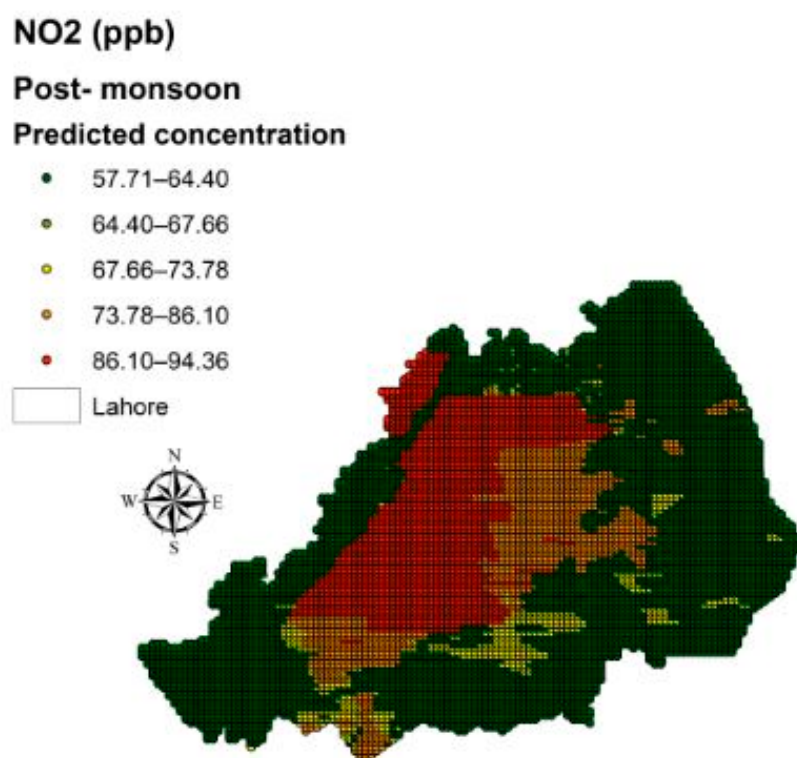 NO2 (ppb)
Post- monsoon
Predicted concentration
57.71–64.40
64.40–67.66
67.66–73.78
73.78–86.10
86.10–94.36
Lahore
N
W E
S